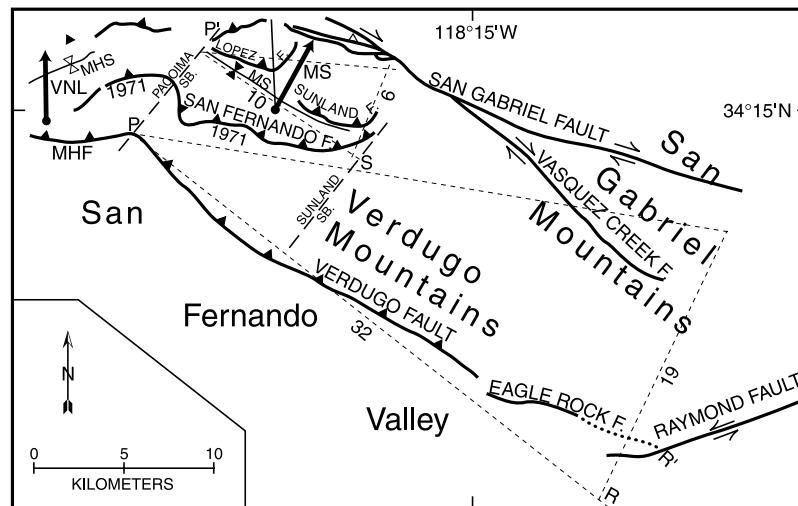 118°15'W
34°15'N
P'
LOPEZ F.
MHS
VNL
1971
PACOIMA SB.
MS
MS
10
SUNLAND F.
6
SAN FERNANDO F.
1971
P
MHF
S
SAN GABRIEL FAULT
VASQUEZ CREEK F.
San
Gabriel
Mountains
SUNLAND SB.
San
Fernando
Valley
Verdugo
Mountains
VERDUGO FAULT
32
19
EAGLE ROCK F.
RAYMOND FAULT
R'
R
N
0 5 10
KILOMETERS